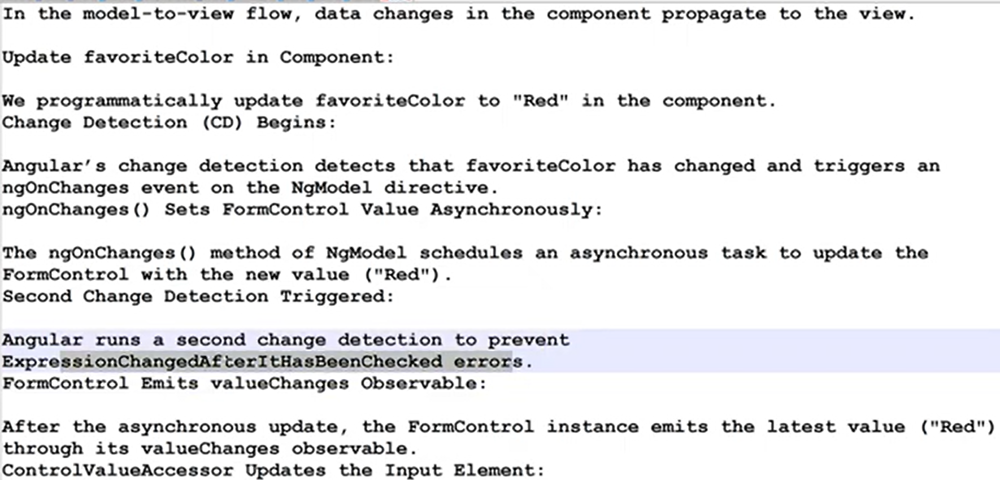 In the model-to-view flow, data changes in the component propagate to the view.
Update favoriteColor in Component:
We programmatically update favoriteColor to "Red" in the component.
Change Detection (CD) Begins:
Angular's change detection detects that favoriteColor has changed and triggers an
ngOnChanges event on the NgModel directive.
ngOnChanges() Sets FormControl Value Asynchronously:
The ngOnChanges() method of NgModel schedules an asynchronous task to update the
FormControl with the new value ("Red").
Second Change Detection Triggered:
Angular runs a second change detection to prevent
ExpressionChangedAfterItHasBeenChecked errors.
FormControl Emits valueChanges Observable:
After the asynchronous update, the FormControl instance emits the latest value ("Red")
through its valueChanges observable.
ControlValueAccessor Updates the Input Element: